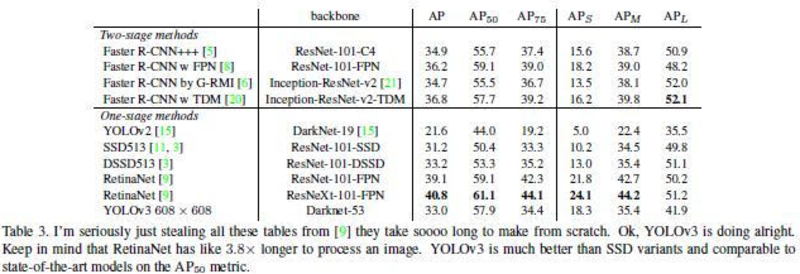 backbone AP AP50 AP75 APS APM APL
Two-stage methods
Faster R-CNN+++ [5] ResNet-101-C4 34.9 55.7 37.4 15.6 38.7 50.9
Faster R-CNN w FPN [8] ResNet-101-FPN 36.2 59.1 39.0 18.2 39.0 48.2
Faster R-CNN by G-RMI [6] Inception-ResNet-v2 [21] 34.7 55.5 36.7 13.5 38.1 52.0
Faster R-CNN w TDM [20] Inception-ResNet-v2-TDM 36.8 57.7 39.2 16.2 39.8 52.1
One-stage methods
YOLOv2 [15] DarkNet-19 [15] 21.6 44.0 19.2 5.0 22.4 35.5
SSD513 [11, 3] ResNet-101-SSD 31.2 50.4 33.3 10.2 34.5 49.8
DSSD513 [3] ResNet-101-DSSD 33.2 53.3 35.2 13.0 35.4 51.1
RetinaNet [9] ResNet-101-FPN 39.1 59.1 42.3 21.8 42.7 50.2
RetinaNet [9] ResNeXt-101-FPN 40.8 61.1 44.1 24.1 44.2 51.2
YOLOv3 608 × 608 Darknet-53 33.0 57.9 34.4 18.3 35.4 41.9
Table 3. I'm seriously just stealing all these tables from [9] they take soooo long to make from scratch. Ok, YOLOv3 is doing alright.
Keep in mind that RetinaNet has like 3.8× longer to process an image. YOLOv3 is much better than SSD variants and comparable to
state-of-the-art models on the AP50 metric.